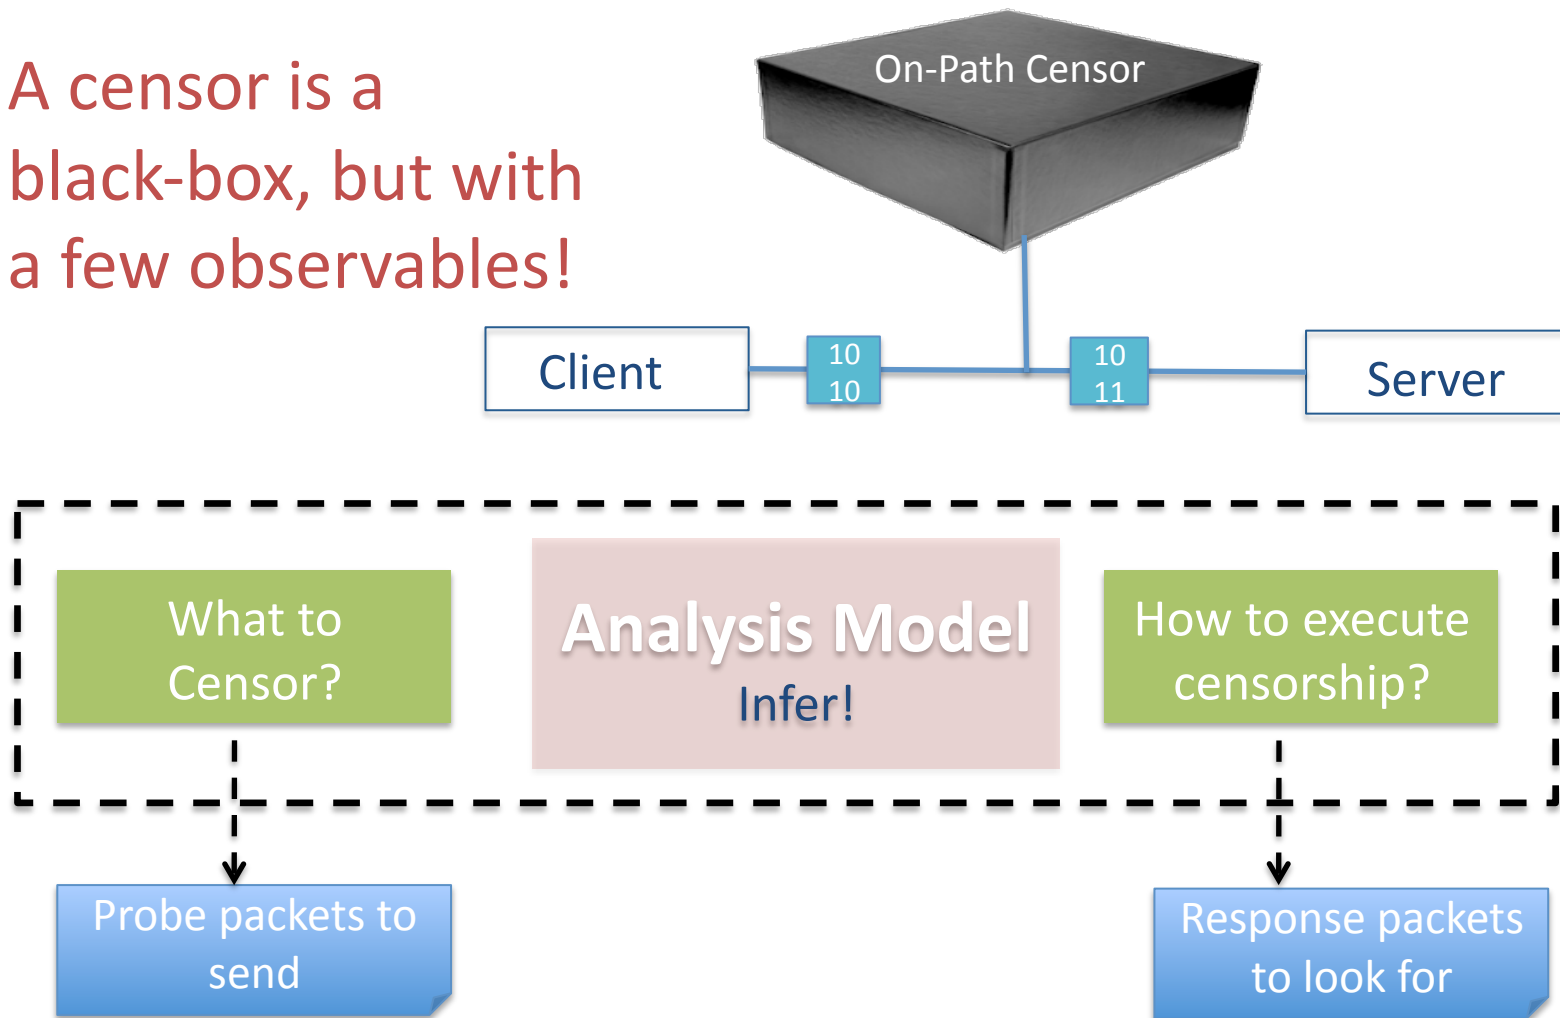 A censor is a
black-box, but with
a few observables!
On-Path Censor
Client
10
10
10
11
Server
What to
Censor?
Analysis Model
Infer!
How to execute
censorship?
Probe packets to
send
Response packets
to look for